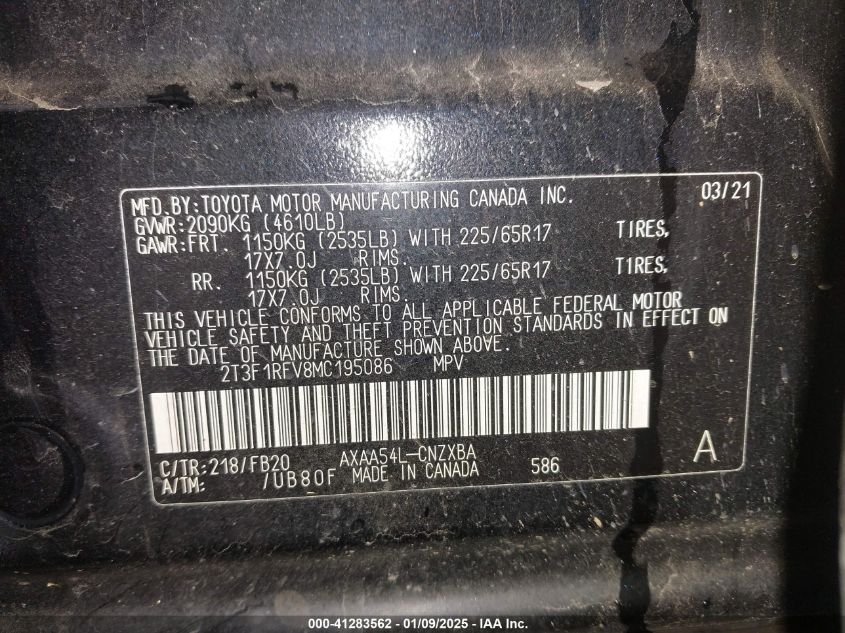 MFD.BY:TOYOTA MOTOR MANUFACTURING CANADA INC. 03/21
GVWR:2090KG (4610LB)
GAWR:FRT. 1150KG (2535LB) WITH 225/65R17 TIRES,
17X7.0J RIMS.
RR. 1150KG (2535LB) WITH 225/65R17 TIRES,
17X7.0J RIMS.
THIS VEHICLE CONFORMS TO ALL APPLICABLE FEDERAL MOTOR
VEHICLE SAFETY AND THEFT PREVENTION STANDARDS IN EFFECT ON
THE DATE OF MANUFACTURE SHOWN ABOVE.
2T3F1RFV8MC195086 MPV
C/TR:218/FB20 AXAA54L-CNZXBA A
A/TM: /UB80F MADE IN CANADA 586
000-41283562 - 01/09/2025 - IAA Inc.